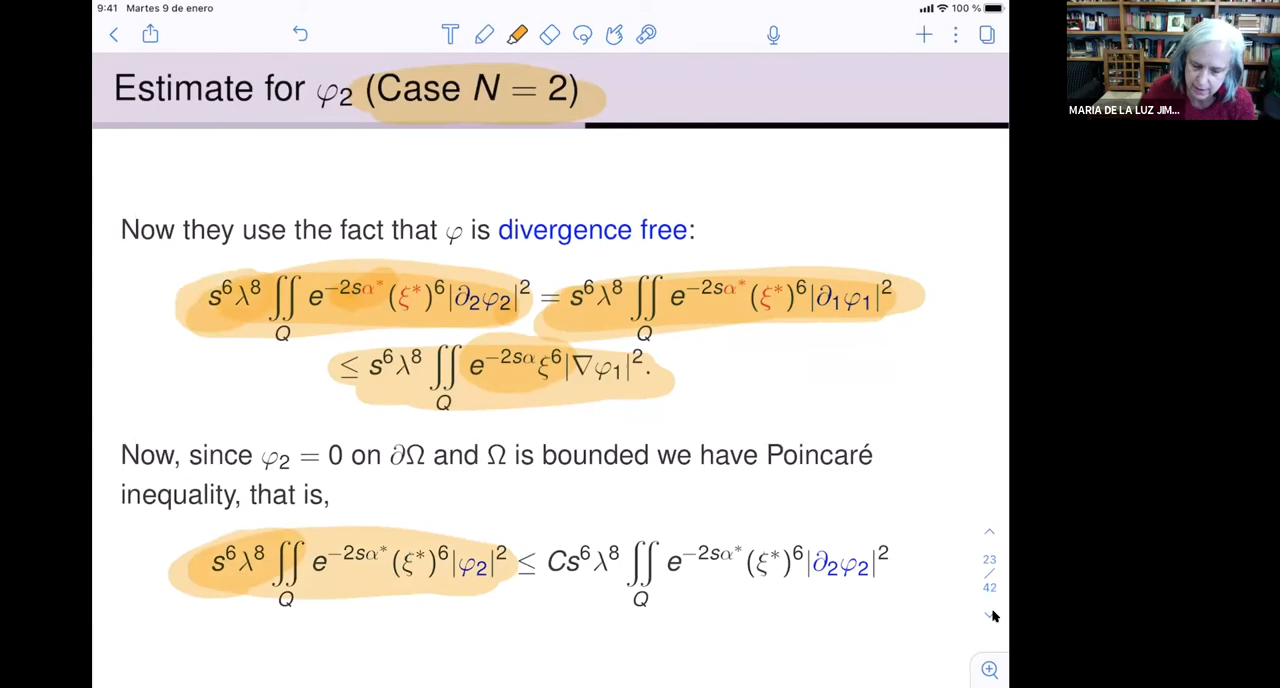 9:41 Martes 9 de enero
100 %
MARIA DE LA LUZ JIM...
Estimate for φ₂ (Case N = 2)
Now they use the fact that φ is divergence free:
s⁶λ⁸ ∬_Q e^{-2sα*}(ξ*)⁶|∂₂φ₂|² = s⁶λ⁸ ∬_Q e^{-2sα*}(ξ*)⁶|∂₁φ₁|²
≤ s⁶λ⁸ ∬_Q e^{-2sα}ξ⁶|∇φ₁|².
Now, since φ₂ = 0 on ∂Ω and Ω is bounded we have Poincaré
inequality, that is,
s⁶λ⁸ ∬_Q e^{-2sα*}(ξ*)⁶|φ₂|² ≤ Cs⁶λ⁸ ∬_Q e^{-2sα*}(ξ*)⁶|∂₂φ₂|²
23
/
42